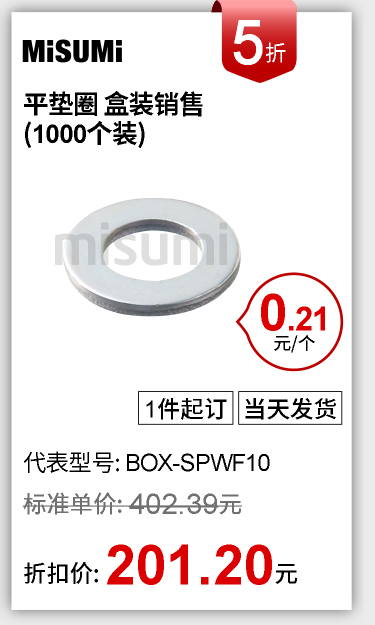 MiSUMi
5折
平垫圈 盒装销售
(1000个装)
misumi
0.21
元/个
1件起订 当天发货
代表型号: BOX-SPWF10
标准单价: 402.39元
折扣价: 201.20元